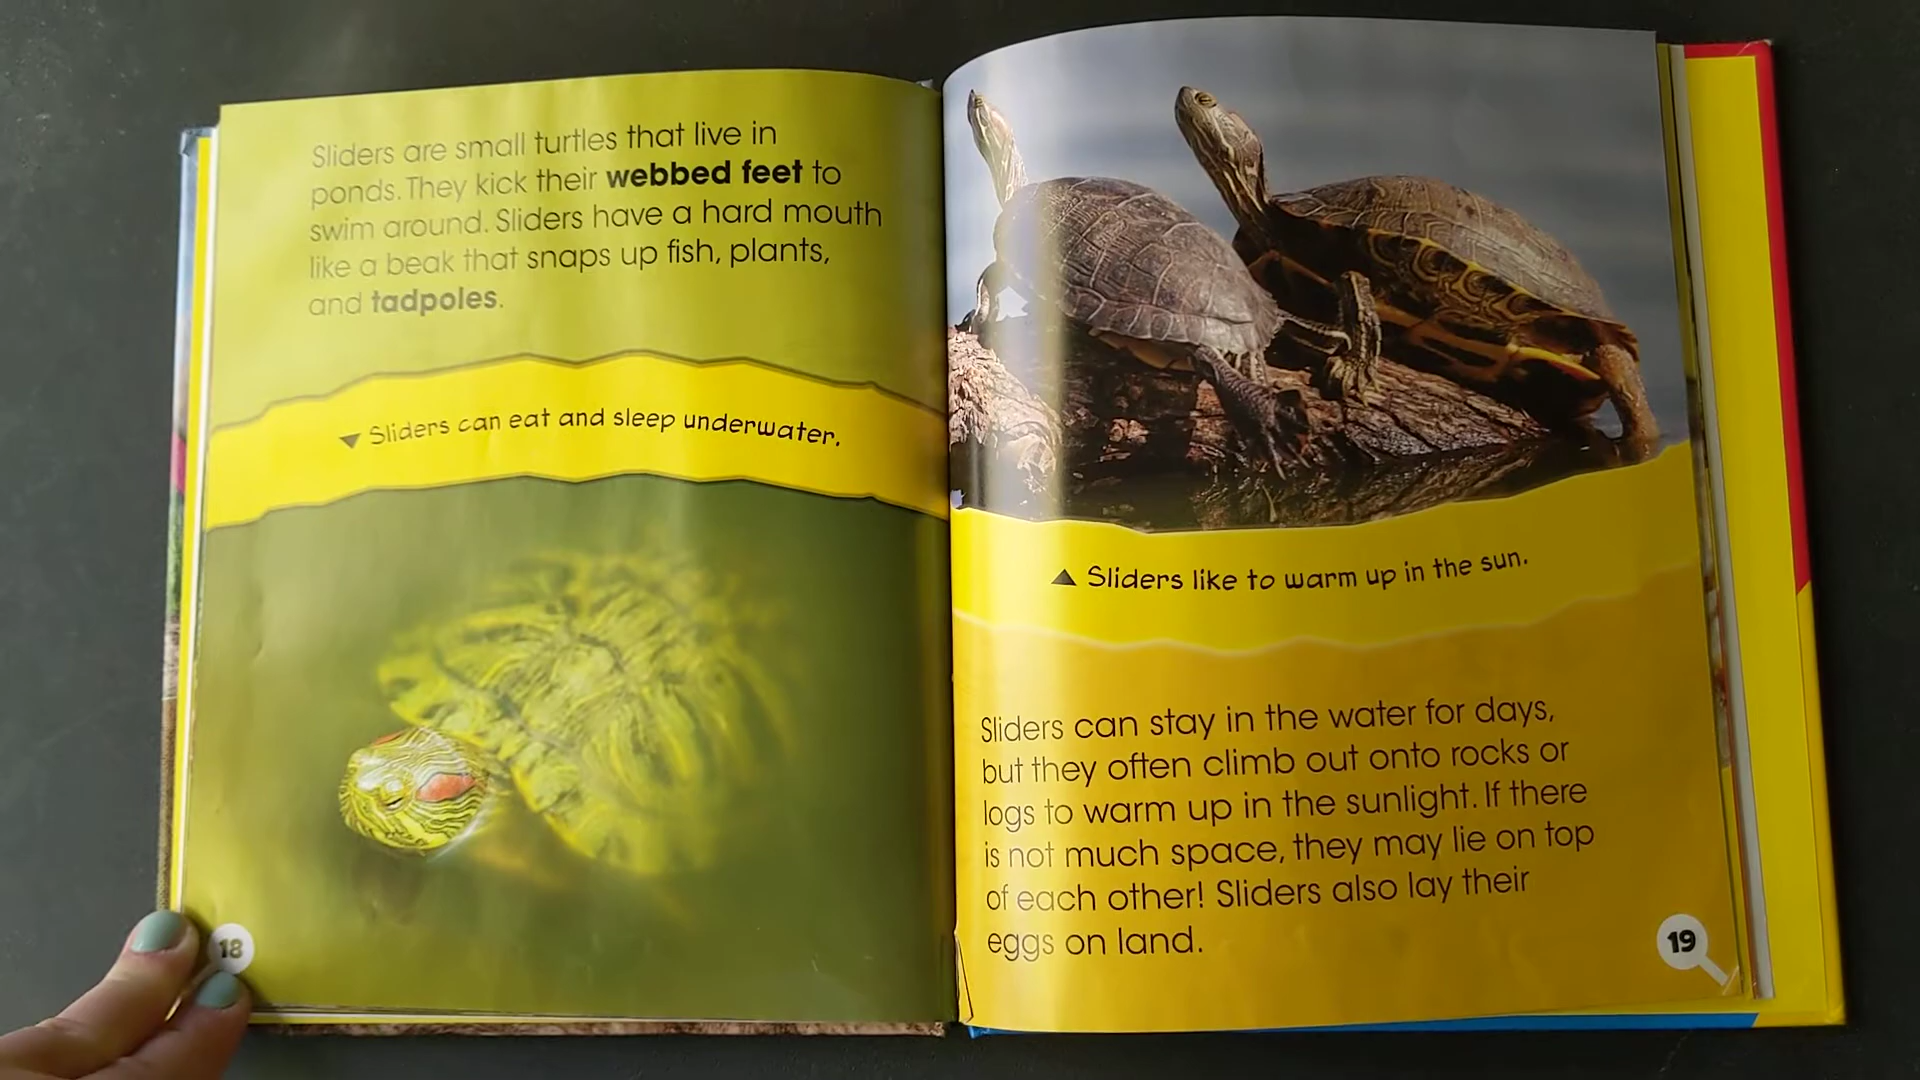 Sliders are small turtles that live in
ponds. They kick their webbed feet to
swim around. Sliders have a hard mouth
like a beak that snaps up fish, plants,
and tadpoles.
Sliders can eat and sleep underwater.
18
Sliders like to warm up in the sun.
Sliders can stay in the water for days,
but they often climb out onto rocks or
logs to warm up in the sunlight. If there
is not much space, they may lie on top
of each other! Sliders also lay their
eggs on land.
19